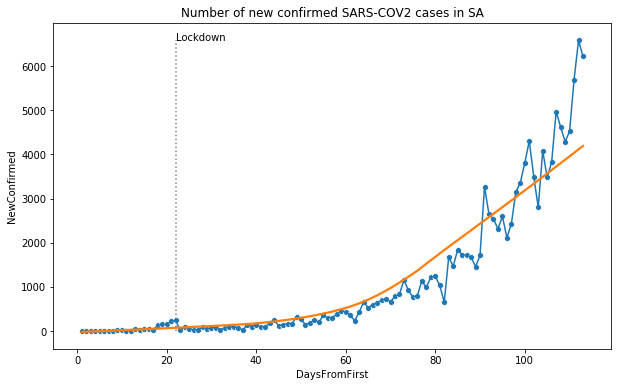 Number of new confirmed SARS-COV2 cases in SA
Lockdown
6000
5000
4000
3000
2000
1000
0
NewConfirmed
0 20 40 60 80 100
DaysFromFirst